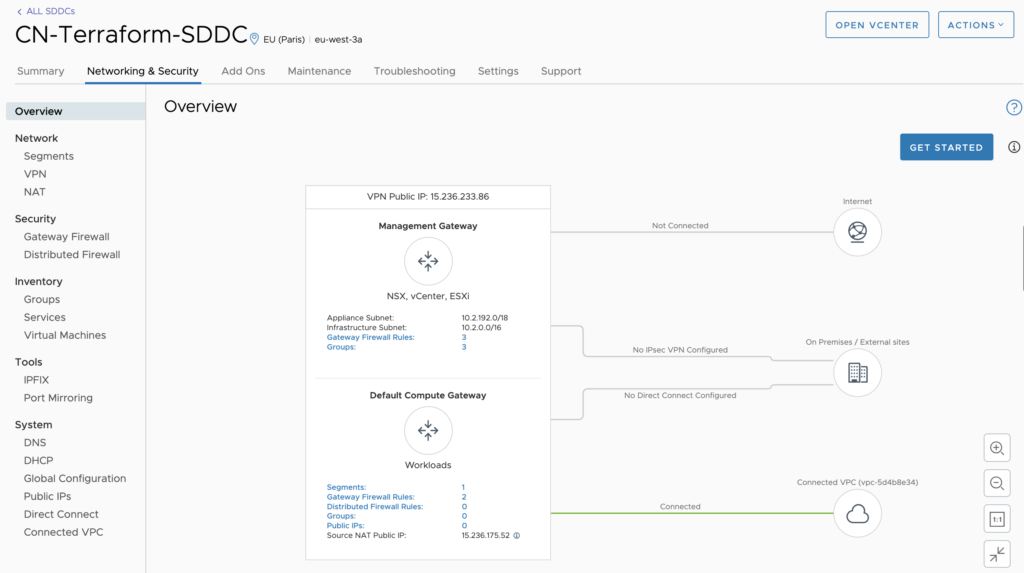 ALL SDDCs
CN-Terraform-SDDC EU (Paris) | eu-west-3a
OPEN VCENTER
ACTIONS
Summary Networking & Security Add Ons Maintenance Troubleshooting Settings Support
Overview
Network
Segments
VPN
NAT
Security
Gateway Firewall
Distributed Firewall
Inventory
Groups
Services
Virtual Machines
Tools
IPFIX
Port Mirroring
System
DNS
DHCP
Global Configuration
Public IPs
Direct Connect
Connected VPC
Overview
?
GET STARTED
VPN Public IP: 15.236.233.86
Management Gateway
NSX, vCenter, ESXi
Appliance Subnet: 10.2.192.0/18
Infrastructure Subnet: 10.2.0.0/16
Gateway Firewall Rules: 3
Groups: 3
Default Compute Gateway
Workloads
Segments: 1
Gateway Firewall Rules: 2
Distributed Firewall Rules: 0
Groups: 0
Public IPs: 0
Source NAT Public IP: 15.236.175.52
Internet
Not Connected
On Premises / External sites
No IPsec VPN Configured
No Direct Connect Configured
Connected VPC (vpc-5d4b8e34)
Connected
1:1